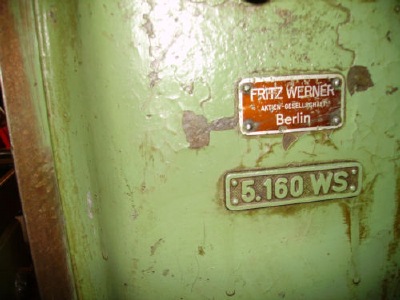 FRITZ WERNER
AKTIEN-GESELLSCHAFT
Berlin
5.160 WS.